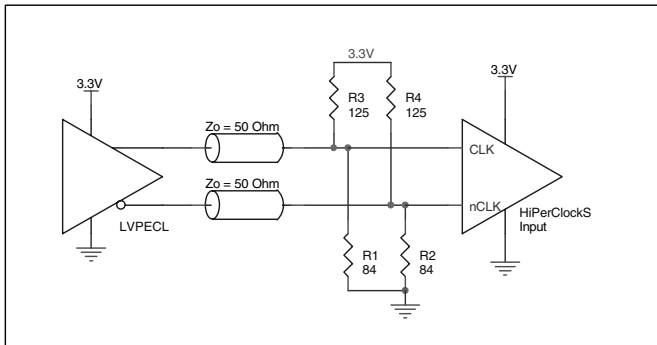 3.3V
3.3V
3.3V
R3
125
R4
125
Zo = 50 Ohm
CLK
Zo = 50 Ohm
nCLK
HiPerClockS
Input
LVPECL
R1
84
R2
84